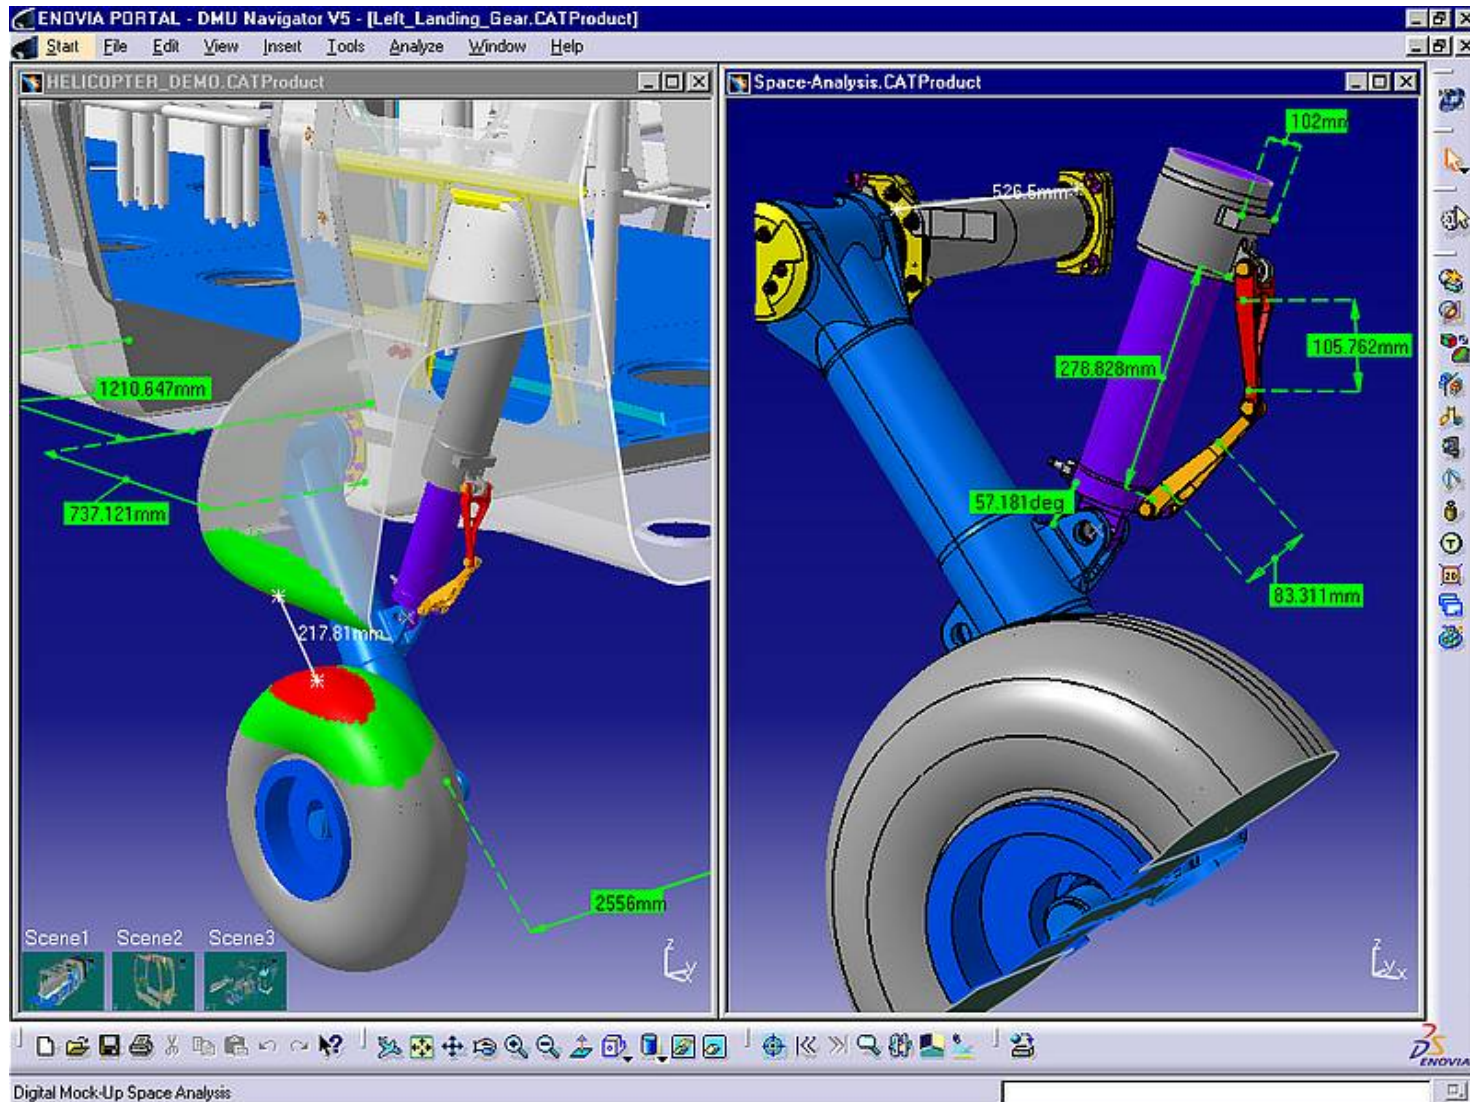 ENOVIA PORTAL - DMU Navigator V5 - [Left_Landing_Gear.CATProduct]
Start File Edit View Insert Tools Analyze Window Help
HELICOPTER_DEMO.CATProduct
1210.647mm
737.121mm
217.81mm
2556mm
Scene1 Scene2 Scene3
z
y
Space-Analysis.CATProduct
102mm
526.5mm
105.762mm
278.828mm
57.181deg
83.311mm
z
y x
ENOVIA
Digital Mock-Up Space Analysis